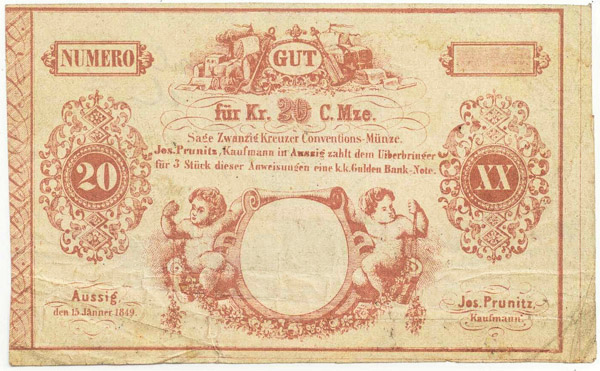 NUMERO
GUT
für Kr. 20 C. Mze.
Sage Zwanzig Kreuzer Conventions-Münze.
Jos. Prunitz, Kaufmann in Aussig zahlt dem Uiberbringer
für 3 Stück dieser Anweisungen eine k.k. Gulden Bank-Note.
20
XX
Aussig
den 15. Jänner 1849.
Jos. Prunitz,
Kaufmann.